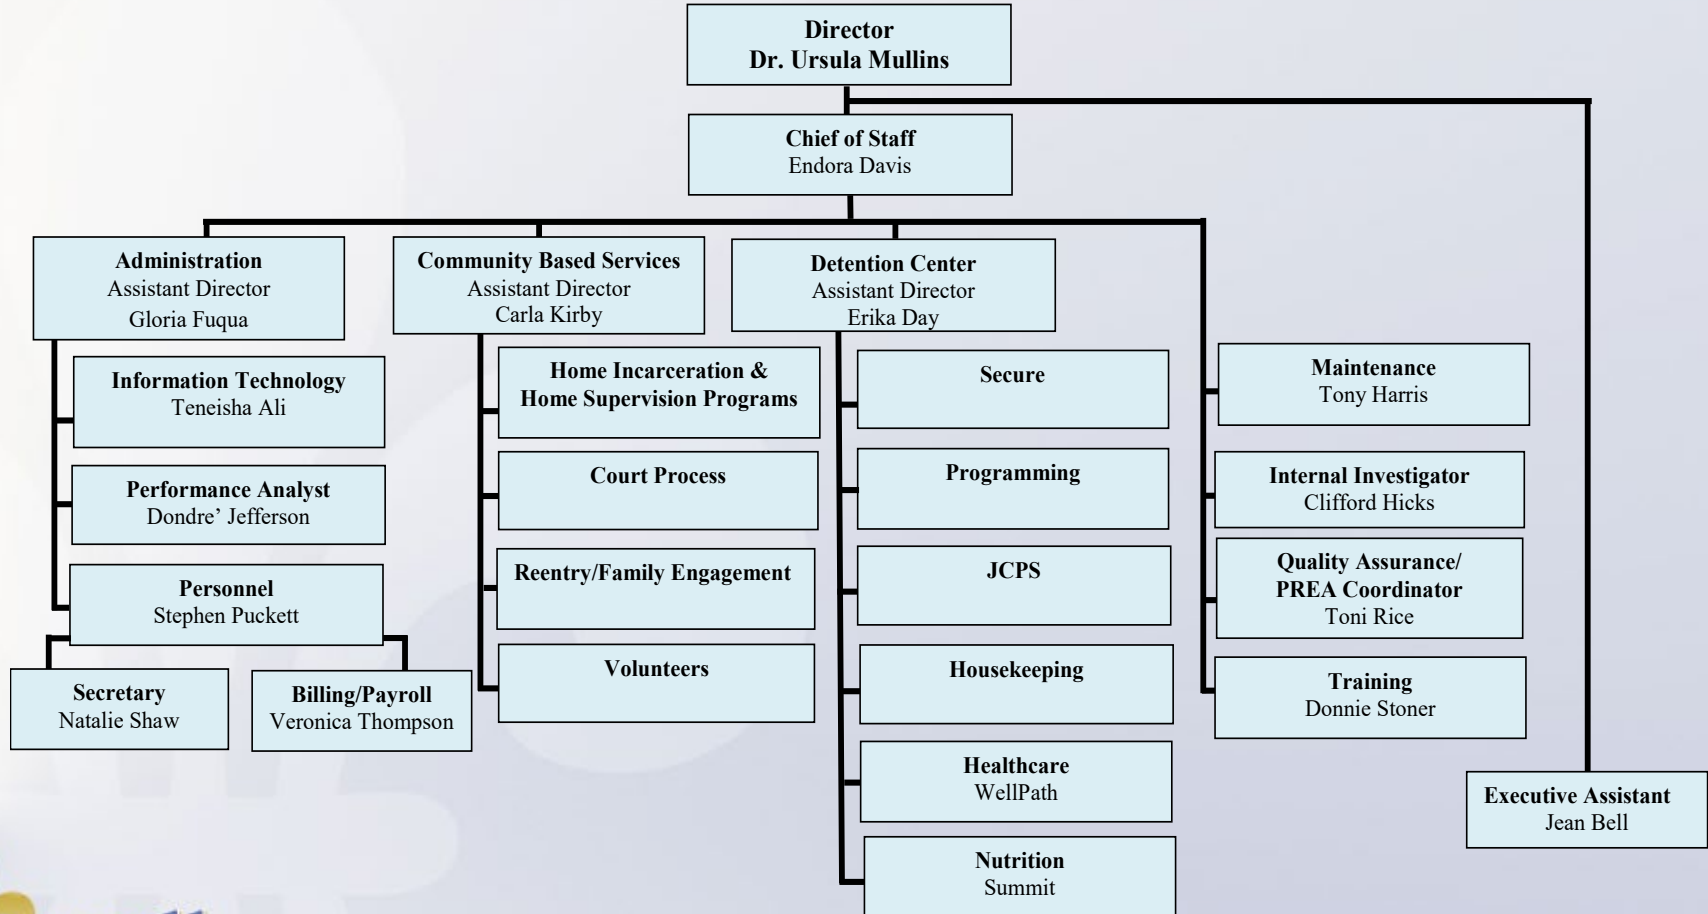 Director
Dr. Ursula Mullins
Chief of Staff
Endora Davis
Administration
Assistant Director
Gloria Fuqua
Information Technology
Teneisha Ali
Performance Analyst
Dondre’ Jefferson
Personnel
Stephen Puckett
Secretary
Natalie Shaw
Billing/Payroll
Veronica Thompson
Community Based Services
Assistant Director
Carla Kirby
Home Incarceration &
Home Supervision Programs
Court Process
Reentry/Family Engagement
Volunteers
Detention Center
Assistant Director
Erika Day
Secure
Programming
JCPS
Housekeeping
Healthcare
WellPath
Nutrition
Summit
Maintenance
Tony Harris
Internal Investigator
Clifford Hicks
Quality Assurance/
PREA Coordinator
Toni Rice
Training
Donnie Stoner
Executive Assistant
Jean Bell